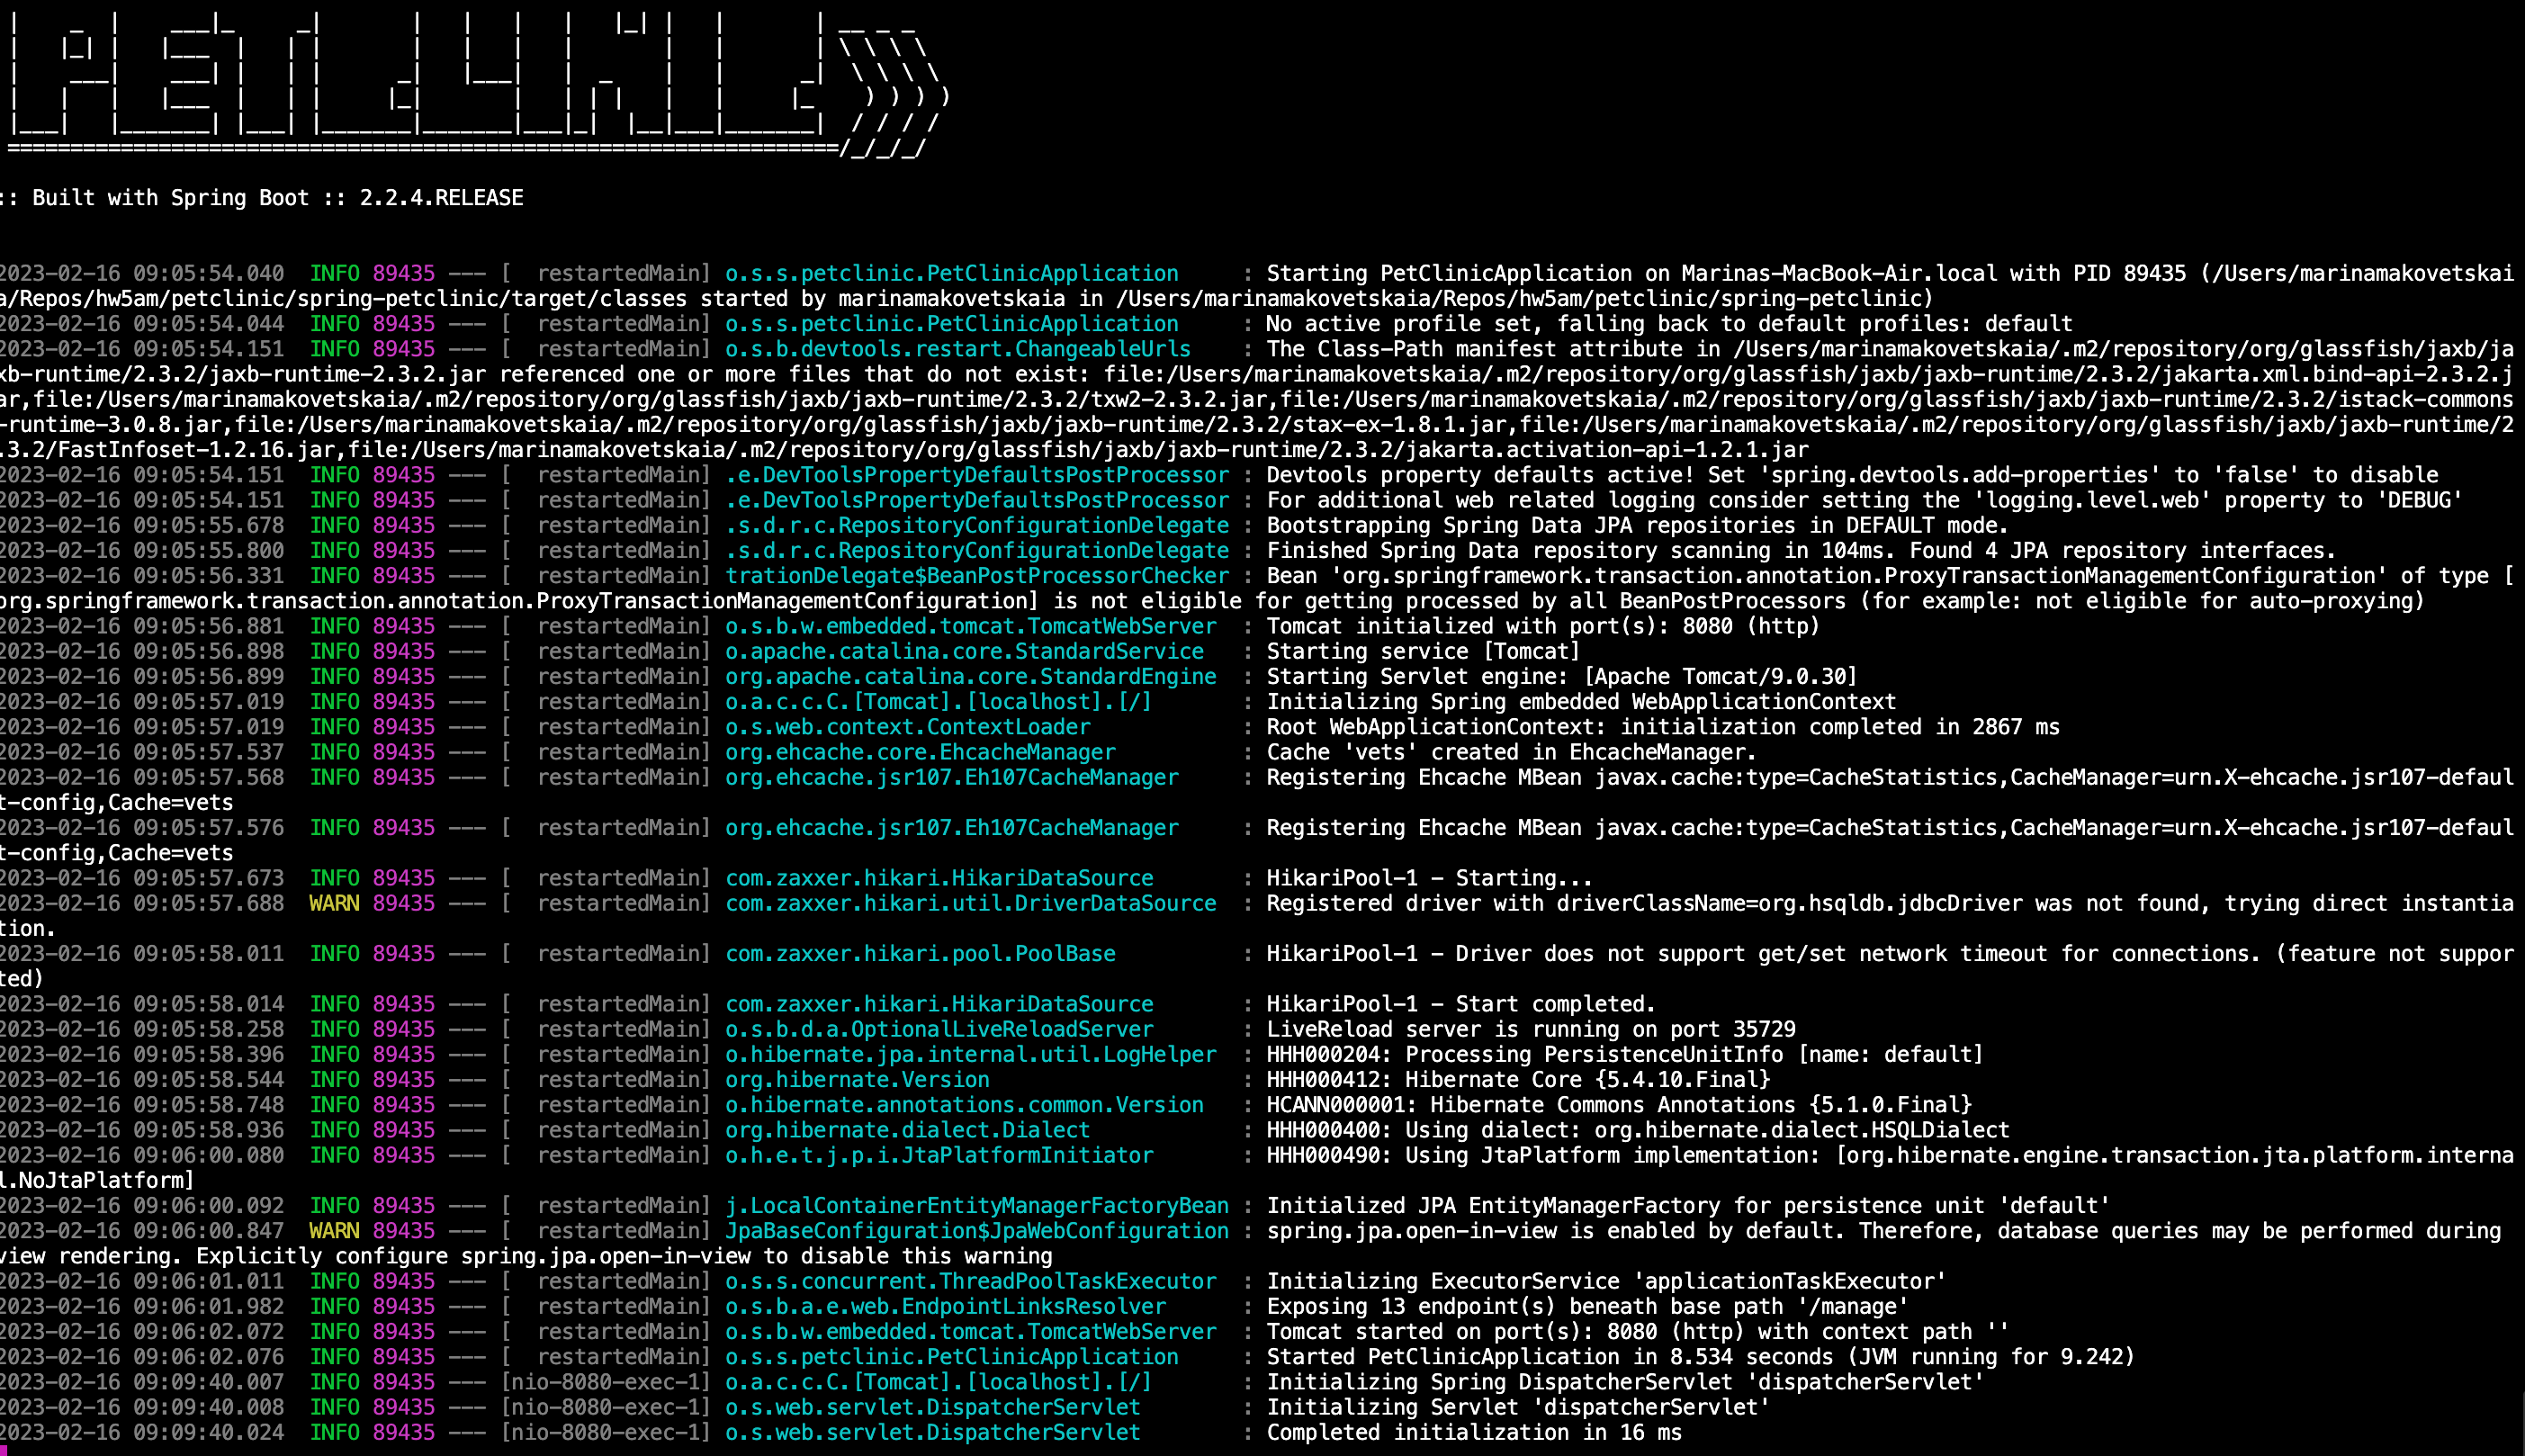 |    _  |    ___|_     _|       |   |   |   |   |_| |   |       | __ _ _
|   |_| |   |___  |   | |       |   |   |   |       |   |       | \ \ \ \
|    ___|    ___| |   | |      _|   |___|   |  _    |   |      _|  \ \ \ \
|   |   |   |___  |   | |     |_|       |   | | |   |   |     |_    ) ) ) )
|___|   |_______| |___| |_______|_______|___|_|  |__|___|_______|  / / / /
==================================================================/_/_/_/
:: Built with Spring Boot :: 2.2.4.RELEASE
2023-02-16 09:05:54.040  INFO 89435 --- [  restartedMain] o.s.s.petclinic.PetClinicApplication     : Starting PetClinicApplication on Marinas-MacBook-Air.local with PID 89435 (/Users/marinamakovetskai
a/Repos/hw5am/petclinic/spring-petclinic/target/classes started by marinamakovetskaia in /Users/marinamakovetskaia/Repos/hw5am/petclinic/spring-petclinic)
2023-02-16 09:05:54.044  INFO 89435 --- [  restartedMain] o.s.s.petclinic.PetClinicApplication     : No active profile set, falling back to default profiles: default
2023-02-16 09:05:54.151  INFO 89435 --- [  restartedMain] o.s.b.devtools.restart.ChangeableUrls    : The Class-Path manifest attribute in /Users/marinamakovetskaia/.m2/repository/org/glassfish/jaxb/ja
xb-runtime/2.3.2/jaxb-runtime-2.3.2.jar referenced one or more files that do not exist: file:/Users/marinamakovetskaia/.m2/repository/org/glassfish/jaxb/jaxb-runtime/2.3.2/jakarta.xml.bind-api-2.3.2.j
ar,file:/Users/marinamakovetskaia/.m2/repository/org/glassfish/jaxb/jaxb-runtime/2.3.2/txw2-2.3.2.jar,file:/Users/marinamakovetskaia/.m2/repository/org/glassfish/jaxb/jaxb-runtime/2.3.2/istack-commons
-runtime-3.0.8.jar,file:/Users/marinamakovetskaia/.m2/repository/org/glassfish/jaxb/jaxb-runtime/2.3.2/stax-ex-1.8.1.jar,file:/Users/marinamakovetskaia/.m2/repository/org/glassfish/jaxb/jaxb-runtime/2
.3.2/FastInfoset-1.2.16.jar,file:/Users/marinamakovetskaia/.m2/repository/org/glassfish/jaxb/jaxb-runtime/2.3.2/jakarta.activation-api-1.2.1.jar
2023-02-16 09:05:54.151  INFO 89435 --- [  restartedMain] .e.DevToolsPropertyDefaultsPostProcessor : Devtools property defaults active! Set 'spring.devtools.add-properties' to 'false' to disable
2023-02-16 09:05:54.151  INFO 89435 --- [  restartedMain] .e.DevToolsPropertyDefaultsPostProcessor : For additional web related logging consider setting the 'logging.level.web' property to 'DEBUG'
2023-02-16 09:05:55.678  INFO 89435 --- [  restartedMain] .s.d.r.c.RepositoryConfigurationDelegate : Bootstrapping Spring Data JPA repositories in DEFAULT mode.
2023-02-16 09:05:55.800  INFO 89435 --- [  restartedMain] .s.d.r.c.RepositoryConfigurationDelegate : Finished Spring Data repository scanning in 104ms. Found 4 JPA repository interfaces.
2023-02-16 09:05:56.331  INFO 89435 --- [  restartedMain] trationDelegate$BeanPostProcessorChecker : Bean 'org.springframework.transaction.annotation.ProxyTransactionManagementConfiguration' of type [
org.springframework.transaction.annotation.ProxyTransactionManagementConfiguration] is not eligible for getting processed by all BeanPostProcessors (for example: not eligible for auto-proxying)
2023-02-16 09:05:56.881  INFO 89435 --- [  restartedMain] o.s.b.w.embedded.tomcat.TomcatWebServer  : Tomcat initialized with port(s): 8080 (http)
2023-02-16 09:05:56.898  INFO 89435 --- [  restartedMain] o.apache.catalina.core.StandardService   : Starting service [Tomcat]
2023-02-16 09:05:56.899  INFO 89435 --- [  restartedMain] org.apache.catalina.core.StandardEngine  : Starting Servlet engine: [Apache Tomcat/9.0.30]
2023-02-16 09:05:57.019  INFO 89435 --- [  restartedMain] o.a.c.c.C.[Tomcat].[localhost].[/]       : Initializing Spring embedded WebApplicationContext
2023-02-16 09:05:57.019  INFO 89435 --- [  restartedMain] o.s.web.context.ContextLoader            : Root WebApplicationContext: initialization completed in 2867 ms
2023-02-16 09:05:57.537  INFO 89435 --- [  restartedMain] org.ehcache.core.EhcacheManager          : Cache 'vets' created in EhcacheManager.
2023-02-16 09:05:57.568  INFO 89435 --- [  restartedMain] org.ehcache.jsr107.Eh107CacheManager     : Registering Ehcache MBean javax.cache:type=CacheStatistics,CacheManager=urn.X-ehcache.jsr107-defaul
t-config,Cache=vets
2023-02-16 09:05:57.576  INFO 89435 --- [  restartedMain] org.ehcache.jsr107.Eh107CacheManager     : Registering Ehcache MBean javax.cache:type=CacheStatistics,CacheManager=urn.X-ehcache.jsr107-defaul
t-config,Cache=vets
2023-02-16 09:05:57.673  INFO 89435 --- [  restartedMain] com.zaxxer.hikari.HikariDataSource       : HikariPool-1 - Starting...
2023-02-16 09:05:57.688  WARN 89435 --- [  restartedMain] com.zaxxer.hikari.util.DriverDataSource  : Registered driver with driverClassName=org.hsqldb.jdbcDriver was not found, trying direct instantia
tion.
2023-02-16 09:05:58.011  INFO 89435 --- [  restartedMain] com.zaxxer.hikari.pool.PoolBase          : HikariPool-1 - Driver does not support get/set network timeout for connections. (feature not suppor
ted)
2023-02-16 09:05:58.014  INFO 89435 --- [  restartedMain] com.zaxxer.hikari.HikariDataSource       : HikariPool-1 - Start completed.
2023-02-16 09:05:58.258  INFO 89435 --- [  restartedMain] o.s.b.d.a.OptionalLiveReloadServer       : LiveReload server is running on port 35729
2023-02-16 09:05:58.396  INFO 89435 --- [  restartedMain] o.hibernate.jpa.internal.util.LogHelper  : HHH000204: Processing PersistenceUnitInfo [name: default]
2023-02-16 09:05:58.544  INFO 89435 --- [  restartedMain] org.hibernate.Version                    : HHH000412: Hibernate Core {5.4.10.Final}
2023-02-16 09:05:58.748  INFO 89435 --- [  restartedMain] o.hibernate.annotations.common.Version   : HCANN000001: Hibernate Commons Annotations {5.1.0.Final}
2023-02-16 09:05:58.936  INFO 89435 --- [  restartedMain] org.hibernate.dialect.Dialect            : HHH000400: Using dialect: org.hibernate.dialect.HSQLDialect
2023-02-16 09:06:00.080  INFO 89435 --- [  restartedMain] o.h.e.t.j.p.i.JtaPlatformInitiator       : HHH000490: Using JtaPlatform implementation: [org.hibernate.engine.transaction.jta.platform.interna
l.NoJtaPlatform]
2023-02-16 09:06:00.092  INFO 89435 --- [  restartedMain] j.LocalContainerEntityManagerFactoryBean : Initialized JPA EntityManagerFactory for persistence unit 'default'
2023-02-16 09:06:00.847  WARN 89435 --- [  restartedMain] JpaBaseConfiguration$JpaWebConfiguration : spring.jpa.open-in-view is enabled by default. Therefore, database queries may be performed during
view rendering. Explicitly configure spring.jpa.open-in-view to disable this warning
2023-02-16 09:06:01.011  INFO 89435 --- [  restartedMain] o.s.s.concurrent.ThreadPoolTaskExecutor  : Initializing ExecutorService 'applicationTaskExecutor'
2023-02-16 09:06:01.982  INFO 89435 --- [  restartedMain] o.s.b.a.e.web.EndpointLinksResolver      : Exposing 13 endpoint(s) beneath base path '/manage'
2023-02-16 09:06:02.072  INFO 89435 --- [  restartedMain] o.s.b.w.embedded.tomcat.TomcatWebServer  : Tomcat started on port(s): 8080 (http) with context path ''
2023-02-16 09:06:02.076  INFO 89435 --- [  restartedMain] o.s.s.petclinic.PetClinicApplication     : Started PetClinicApplication in 8.534 seconds (JVM running for 9.242)
2023-02-16 09:09:40.007  INFO 89435 --- [nio-8080-exec-1] o.a.c.c.C.[Tomcat].[localhost].[/]       : Initializing Spring DispatcherServlet 'dispatcherServlet'
2023-02-16 09:09:40.008  INFO 89435 --- [nio-8080-exec-1] o.s.web.servlet.DispatcherServlet        : Initializing Servlet 'dispatcherServlet'
2023-02-16 09:09:40.024  INFO 89435 --- [nio-8080-exec-1] o.s.web.servlet.DispatcherServlet        : Completed initialization in 16 ms